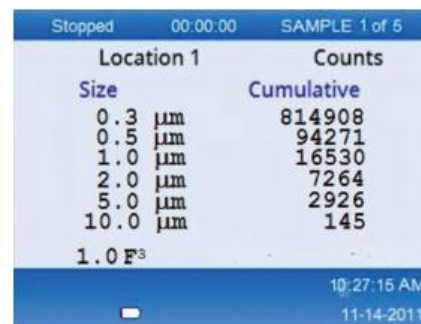 Stopped 00:00:00 SAMPLE 1 of 5
Location 1 Counts
Size Cumulative
0.3 µm 814908
0.5 µm 94271
1.0 µm 16530
2.0 µm 7264
5.0 µm 2926
10.0 µm 145
1.0 F³
10:27:15 AM
11-14-2011